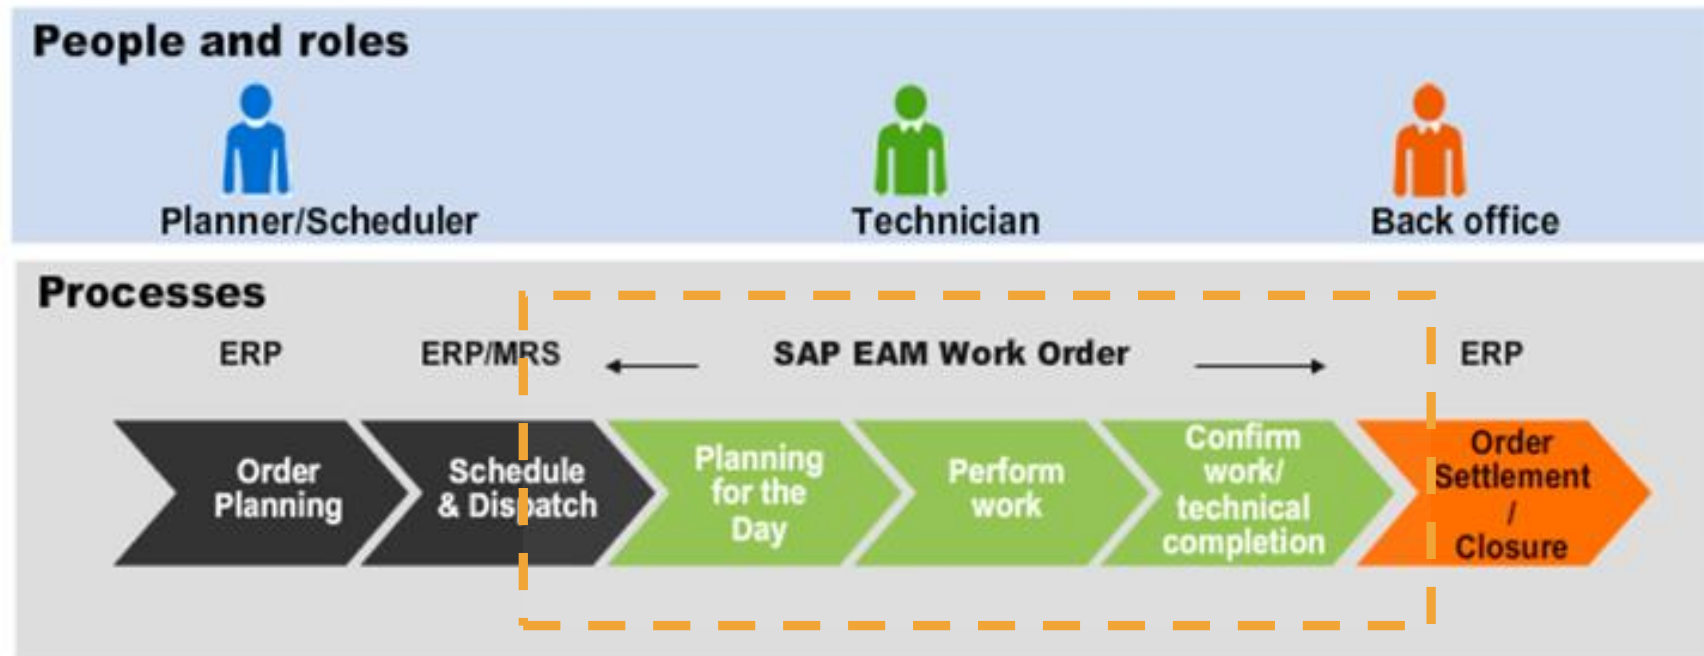 People and roles
Planner/Scheduler
Technician
Back office
Processes
ERP
ERP/MRS
SAP EAM Work Order
ERP
Order
Planning
Schedule
& Dispatch
Planning
for the
Day
Perform
work
Confirm
work/
technical
completion
Order
Settlement
/
Closure